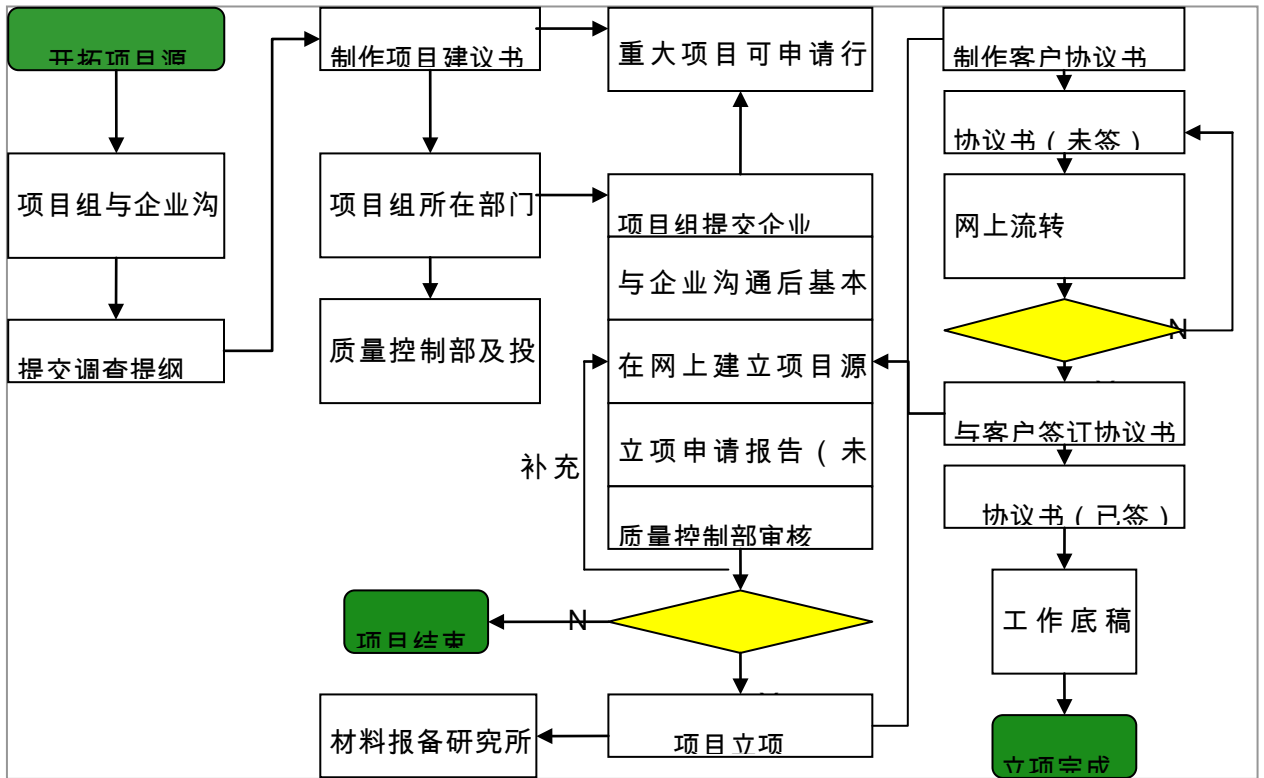 开拓项目源
项目组与企业沟
提交调查提纲
制作项目建议书
项目组所在部门
质量控制部及投
重大项目可申请行
项目组提交企业
与企业沟通后基本
在网上建立项目源
立项申请报告（未
质量控制部审核
补充
N
项目结束
项目立项
材料报备研究所
制作客户协议书
协议书（未签）
网上流转
N
与客户签订协议书
协议书（已签）
工作底稿
立项完成